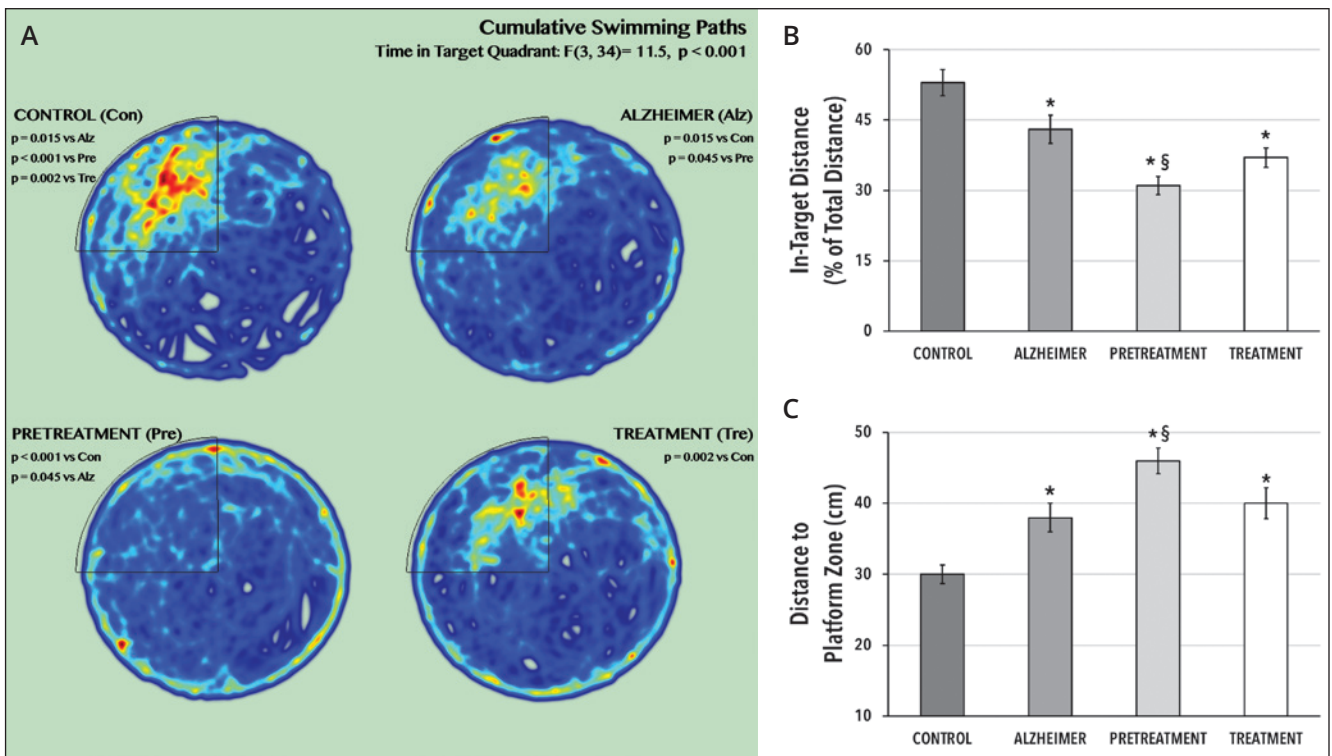 A
Cumulative Swimming Paths
Time in Target Quadrant: F(3, 34)= 11.5, p < 0.001
CONTROL (Con)
p = 0.015 vs Alz
p < 0.001 vs Pre
p = 0.002 vs Tre
ALZHEIMER (Alz)
p = 0.015 vs Con
p = 0.045 vs Pre
PRETREATMENT (Pre)
p < 0.001 vs Con
p = 0.045 vs Alz
TREATMENT (Tre)
p = 0.002 vs Con
B
In-Target Distance
(% of Total Distance)
60
45
30
15
0
*
* §
*
CONTROL
ALZHEIMER
PRETREATMENT
TREATMENT
C
Distance to
Platform Zone (cm)
50
40
30
20
10
*
* §
*
CONTROL
ALZHEIMER
PRETREATMENT
TREATMENT